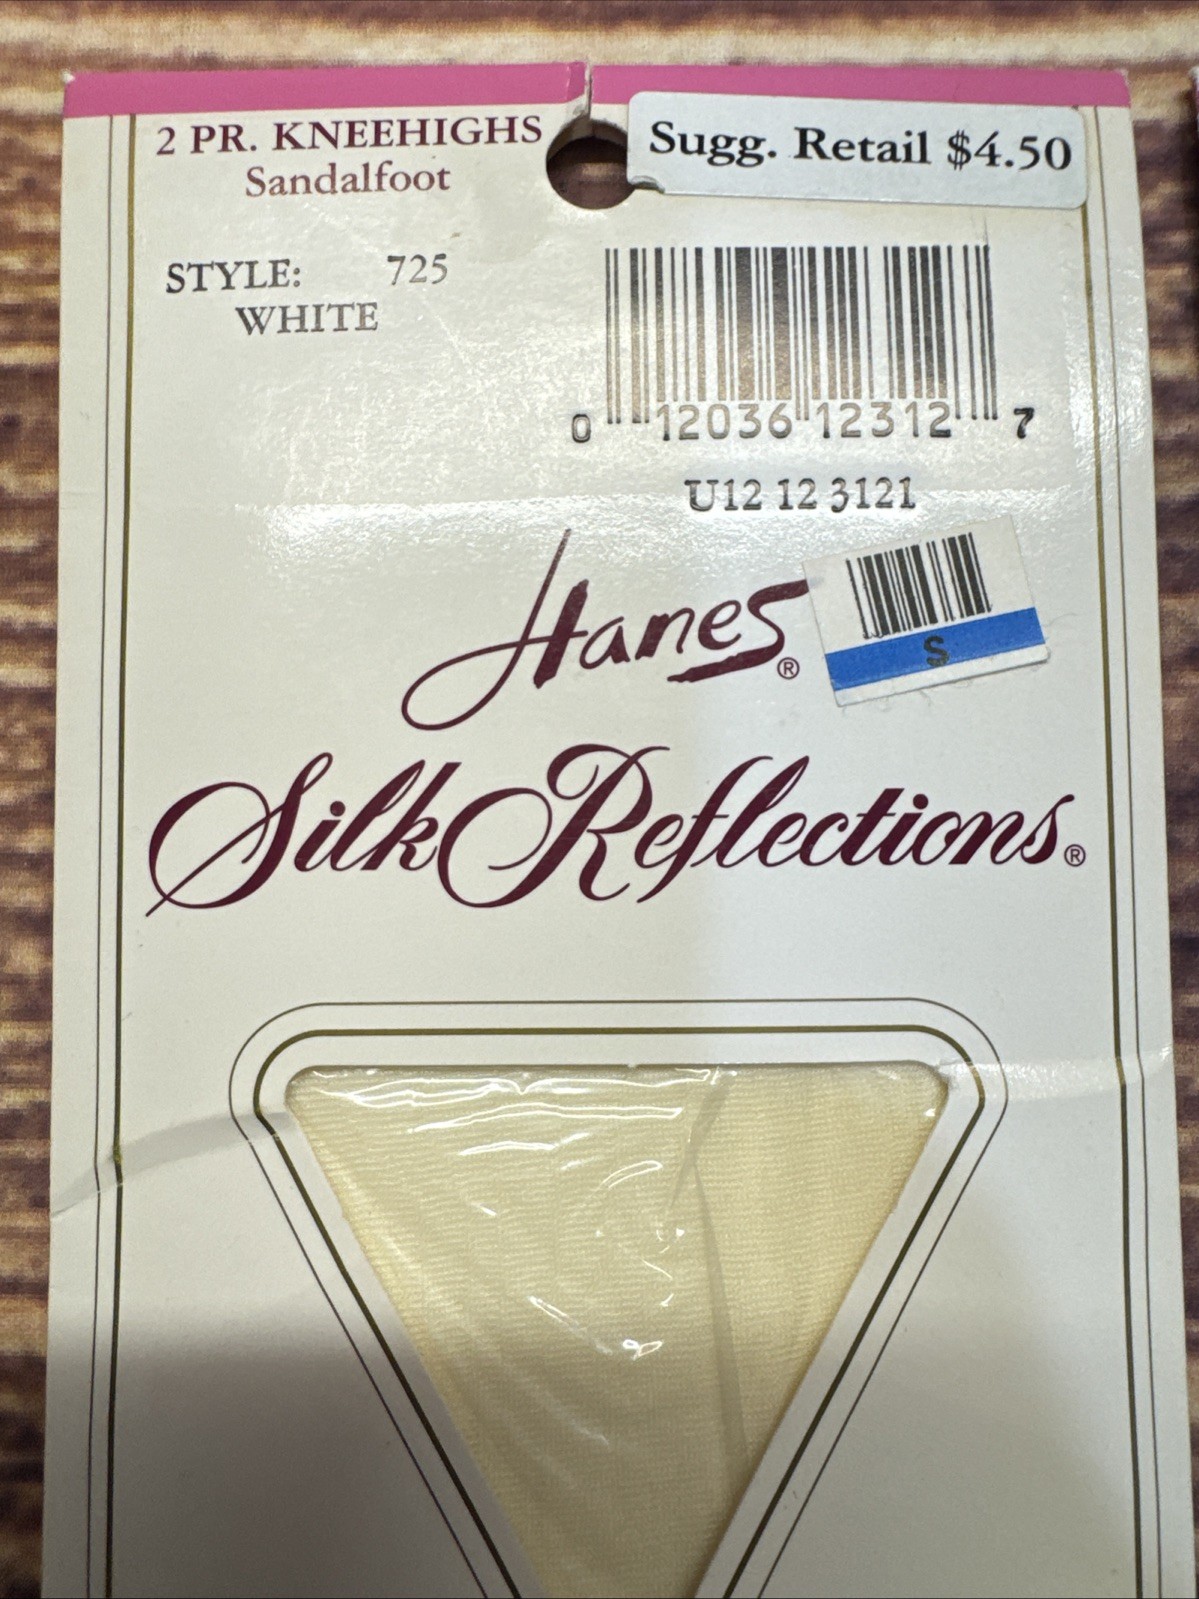 2 PR. KNEEHIGHS
Sandalfoot
Sugg. Retail $4.50
STYLE: 725
WHITE
0 12036 12312 7
U12 12 3121
Hanes®
S
Silk Reflections®